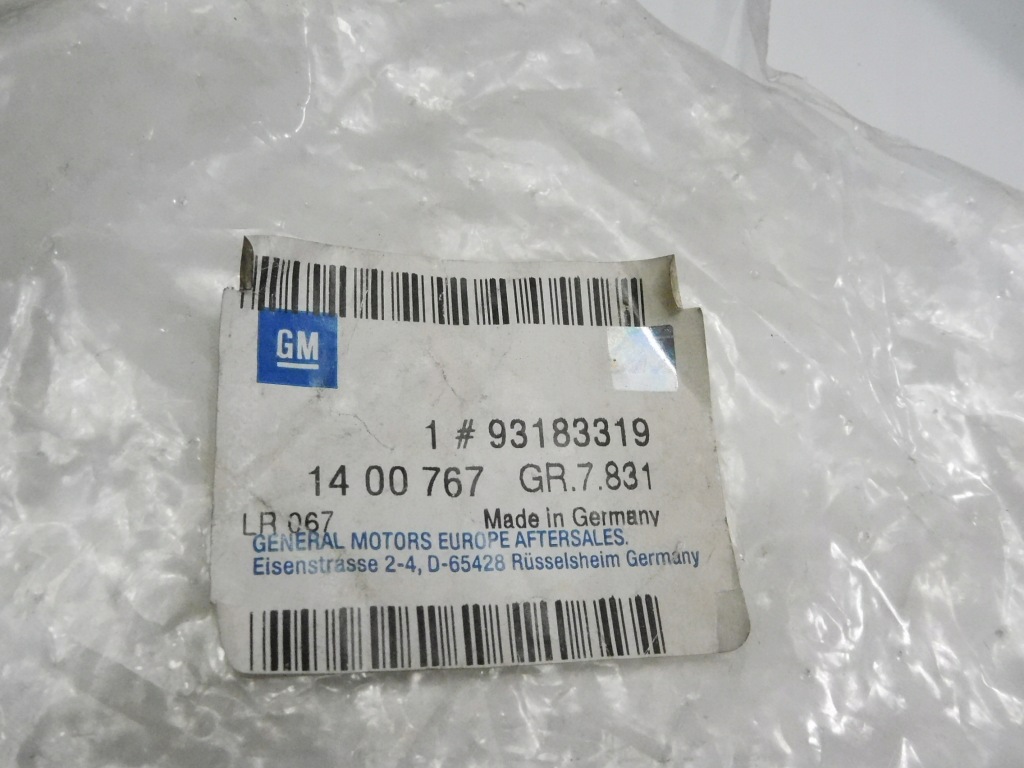 GM
1 # 93183319
14 00 767 GR.7.831
LR 067 Made in Germany
GENERAL MOTORS EUROPE AFTERSALES.
Eisenstrasse 2-4, D-65428 Rüsselsheim Germany